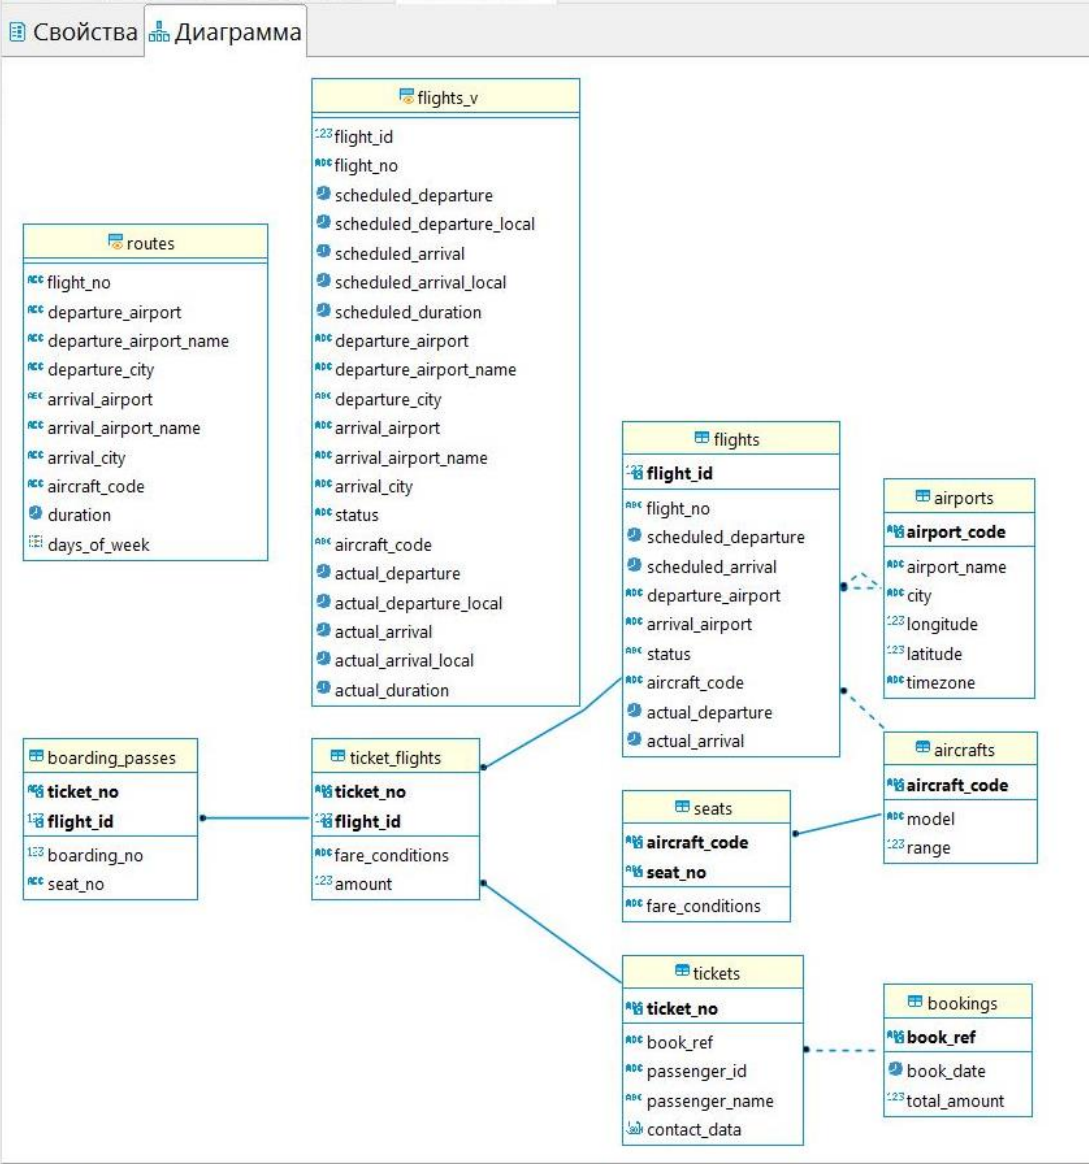 Свойства
Диаграмма
flights_v
flight_id
flight_no
scheduled_departure
scheduled_departure_local
scheduled_arrival
scheduled_arrival_local
scheduled_duration
departure_airport
departure_airport_name
departure_city
arrival_airport
arrival_airport_name
arrival_city
status
aircraft_code
actual_departure
actual_departure_local
actual_arrival
actual_arrival_local
actual_duration
routes
flight_no
departure_airport
departure_airport_name
departure_city
arrival_airport
arrival_airport_name
arrival_city
aircraft_code
duration
days_of_week
flights
flight_id
flight_no
scheduled_departure
scheduled_arrival
departure_airport
arrival_airport
status
aircraft_code
actual_departure
actual_arrival
airports
airport_code
airport_name
city
longitude
latitude
timezone
boarding_passes
ticket_no
flight_id
boarding_no
seat_no
ticket_flights
ticket_no
flight_id
fare_conditions
amount
aircrafts
aircraft_code
model
range
seats
aircraft_code
seat_no
fare_conditions
tickets
ticket_no
book_ref
passenger_id
passenger_name
contact_data
bookings
book_ref
book_date
total_amount